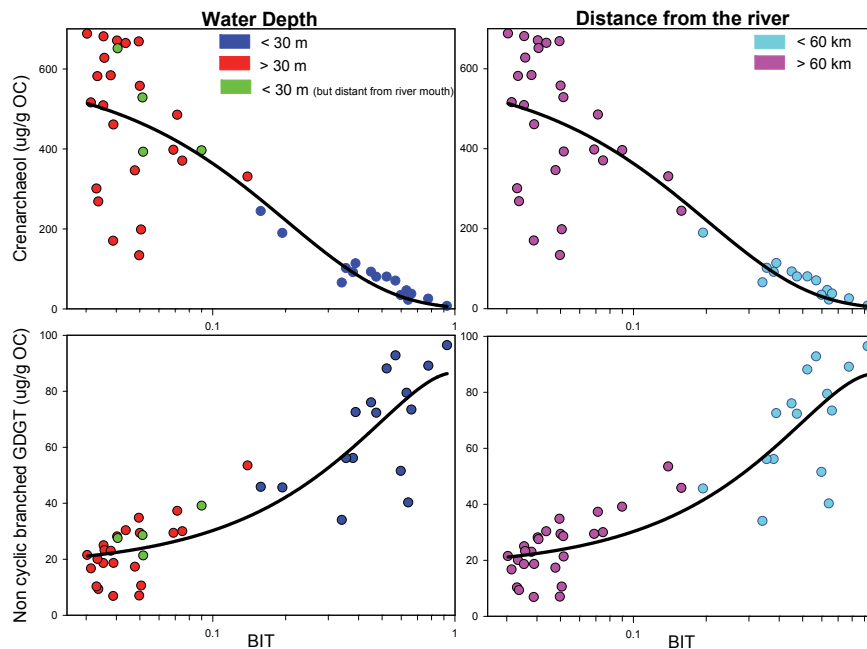 Water Depth
Distance from the river
< 30 m
> 30 m
< 30 m (but distant from river mouth)
< 60 km
> 60 km
Crenarchaeol (ug/g OC)
600
400
200
0
600
400
200
0
0.1
1
0.1
Non cyclic branched GDGT (ug/g OC)
100
80
60
40
20
0
100
80
60
40
20
0
0.1
1
0.1
BIT
BIT